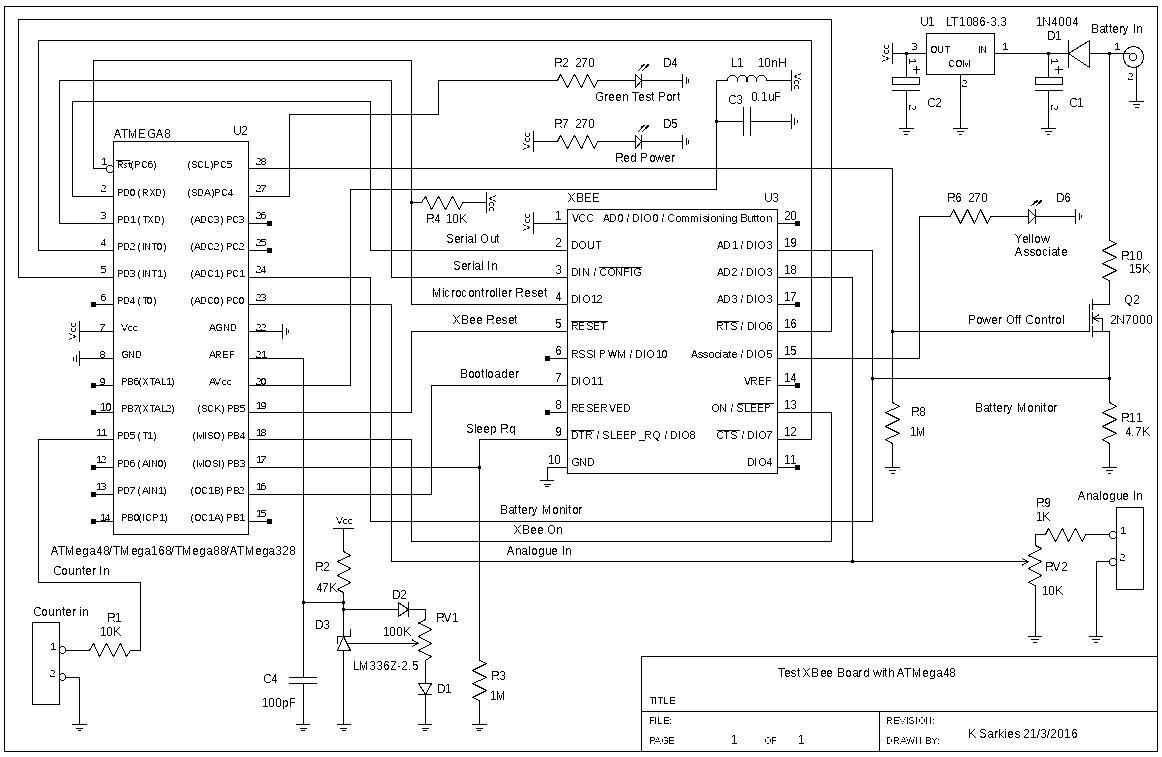 U1 LT1086-3.3
1N4004
D1
Battery In
Vcc
3 OUT IN 1
COM
2
1
2
C2
C1
R2 270
D4
Green Test Port
R7 270
D5
Vcc
Red Power
L1 10nH
Vcc
C3 0.1uF
ATMEGA8
U2
1 Rst(PC6) (SCL)PC5 28
2 PD0(RXD) (SDA)PC4 27
3 PD1(TXD) (ADC3) PC3 26
4 PD2(INT0) (ADC2) PC2 25
5 PD3(INT1) (ADC1) PC1 24
6 PD4(T0) (ADC0) PC0 23
Vcc 7 Vcc AGND 22
8 GND AREF 21
9 PB6(XTAL1) AVcc 20
10 PB7(XTAL2) (SCK) PB5 19
11 PD5(T1) (MISO) PB4 18
12 PD6(AIN0) (MOSI) PB3 17
13 PD7(AIN1) (OC1B) PB2 16
14 PB0(ICP1) (OC1A) PB1 15
ATMega48/TMega168/TMega88/ATMega328
R4 10K
Vcc
Serial Out
Serial In
Microcontroller Reset
XBee Reset
Bootloader
Sleep Rq
XBEE
U3
Vcc 1 VCC AD0 / DIO0 / Commisioning Button 20
2 DOUT AD1 / DIO3 19
3 DIN / CONFIG AD2 / DIO3 18
4 DIO12 AD3 / DIO3 17
5 RESET RTS / DIO6 16
6 RSSI PWM / DIO10 Associate / DIO5 15
7 DIO11 VREF 14
8 RESERVED ON / SLEEP 13
9 DTR / SLEEP_RQ / DIO8 CTS / DIO7 12
10 GND DIO4 11
R6 270
D6
Yellow
Associate
R10
15K
Q2
2N7000
Power Off Control
R8
1M
Battery Monitor
R11
4.7K
Battery Monitor
XBee On
Analogue In
Analogue In
R9
1K
1
2
RV2
10K
Counter In
Counter in
1
2
R1
10K
Vcc
R2
47K
D2
D3
100K
RV1
LM336Z-2.5
D1
C4
100pF
R3
1M
Test XBee Board with ATMega48
TITLE
FILE:
REVISION:
PAGE 1 OF 1
DRAWN BY: K Sarkies 21/3/2016